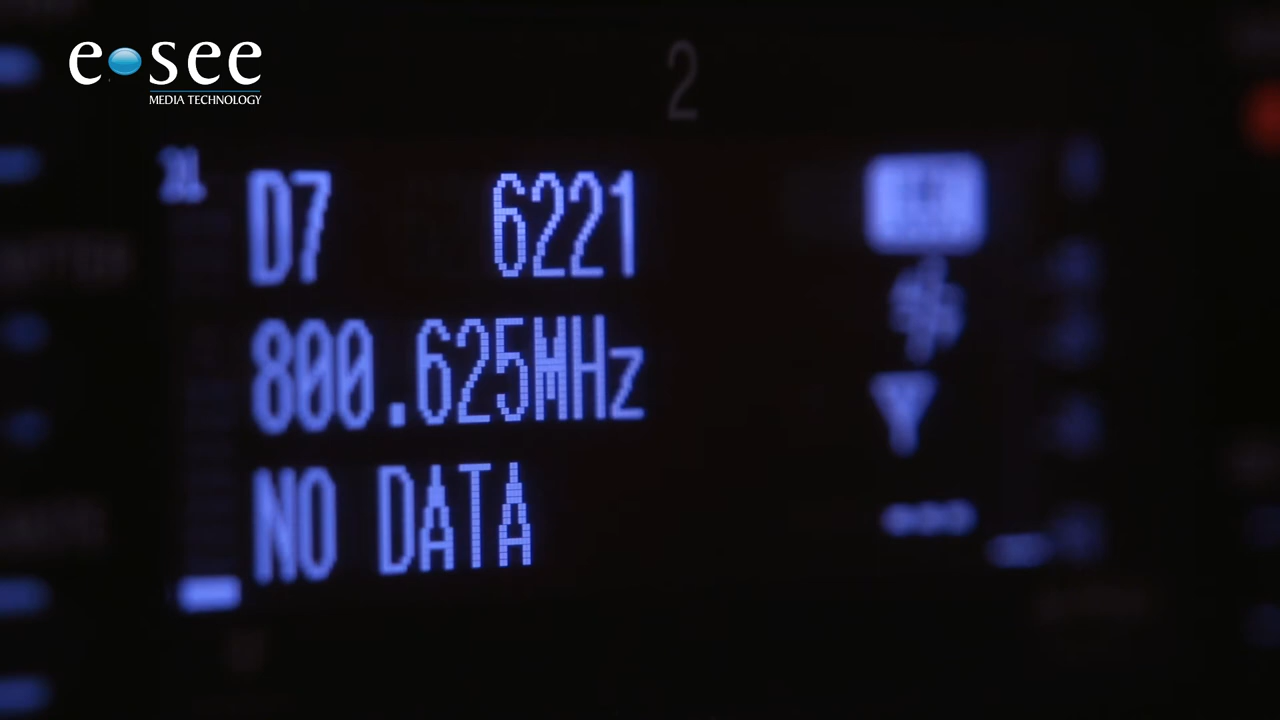 e see
MEDIA TECHNOLOGY
2
D7 6221
800.625MHz
NO DATA